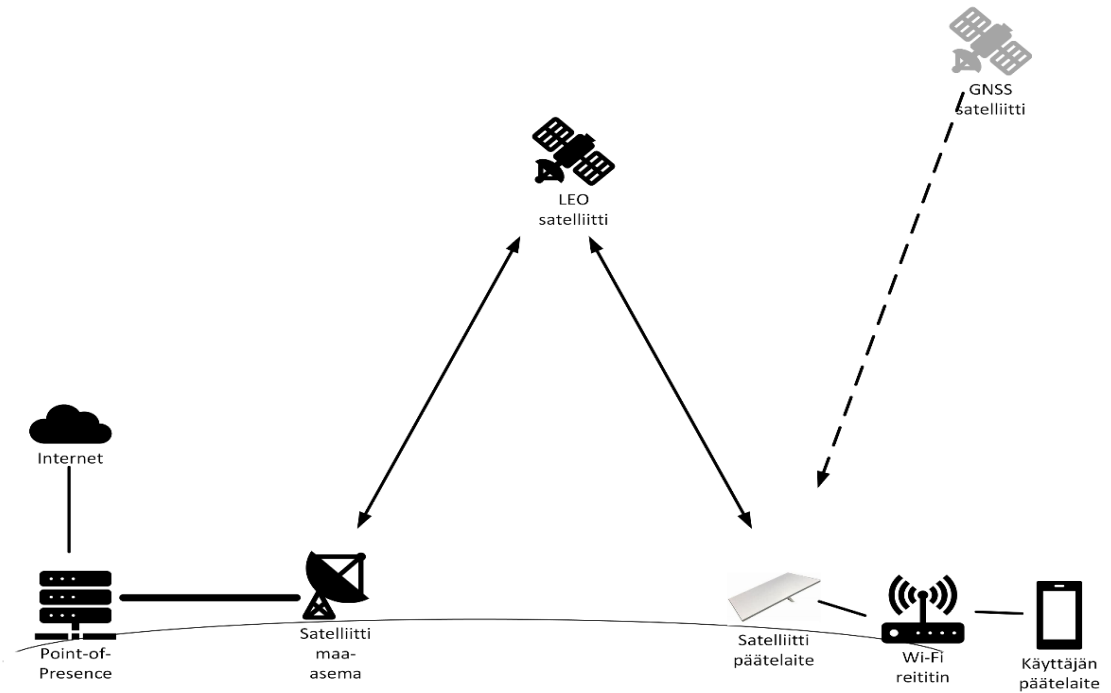 GNSS
satelliitti
LEO
satelliitti
Internet
Point-of-
Presence
Satelliitti
maa-
asema
Satelliitti
päätelaite
Wi-Fi
reititin
Käyttäjän
päätelaite